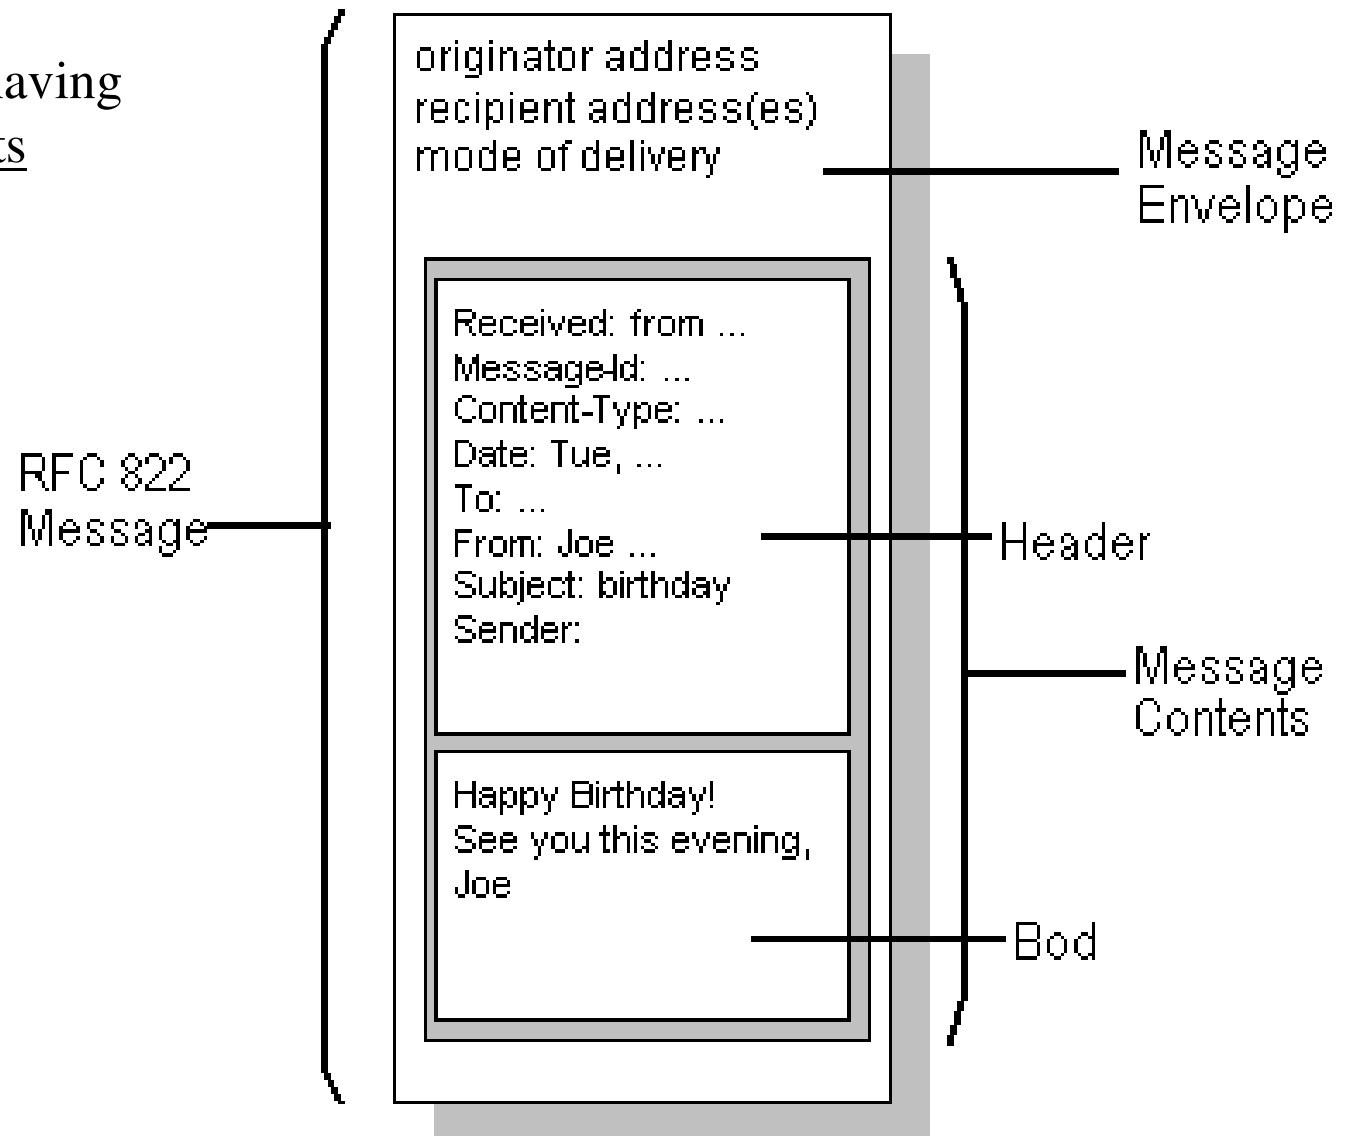 aving
ts
originator address
recipient address(es)
mode of delivery
Message
Envelope
Received: from ...
Message-Id: ...
Content-Type: ...
Date: Tue, ...
To: ...
From: Joe ...
Subject: birthday
Sender:
RFC 822
Message
Header
Message
Contents
Happy Birthday!
See you this evening,
Joe
Bod